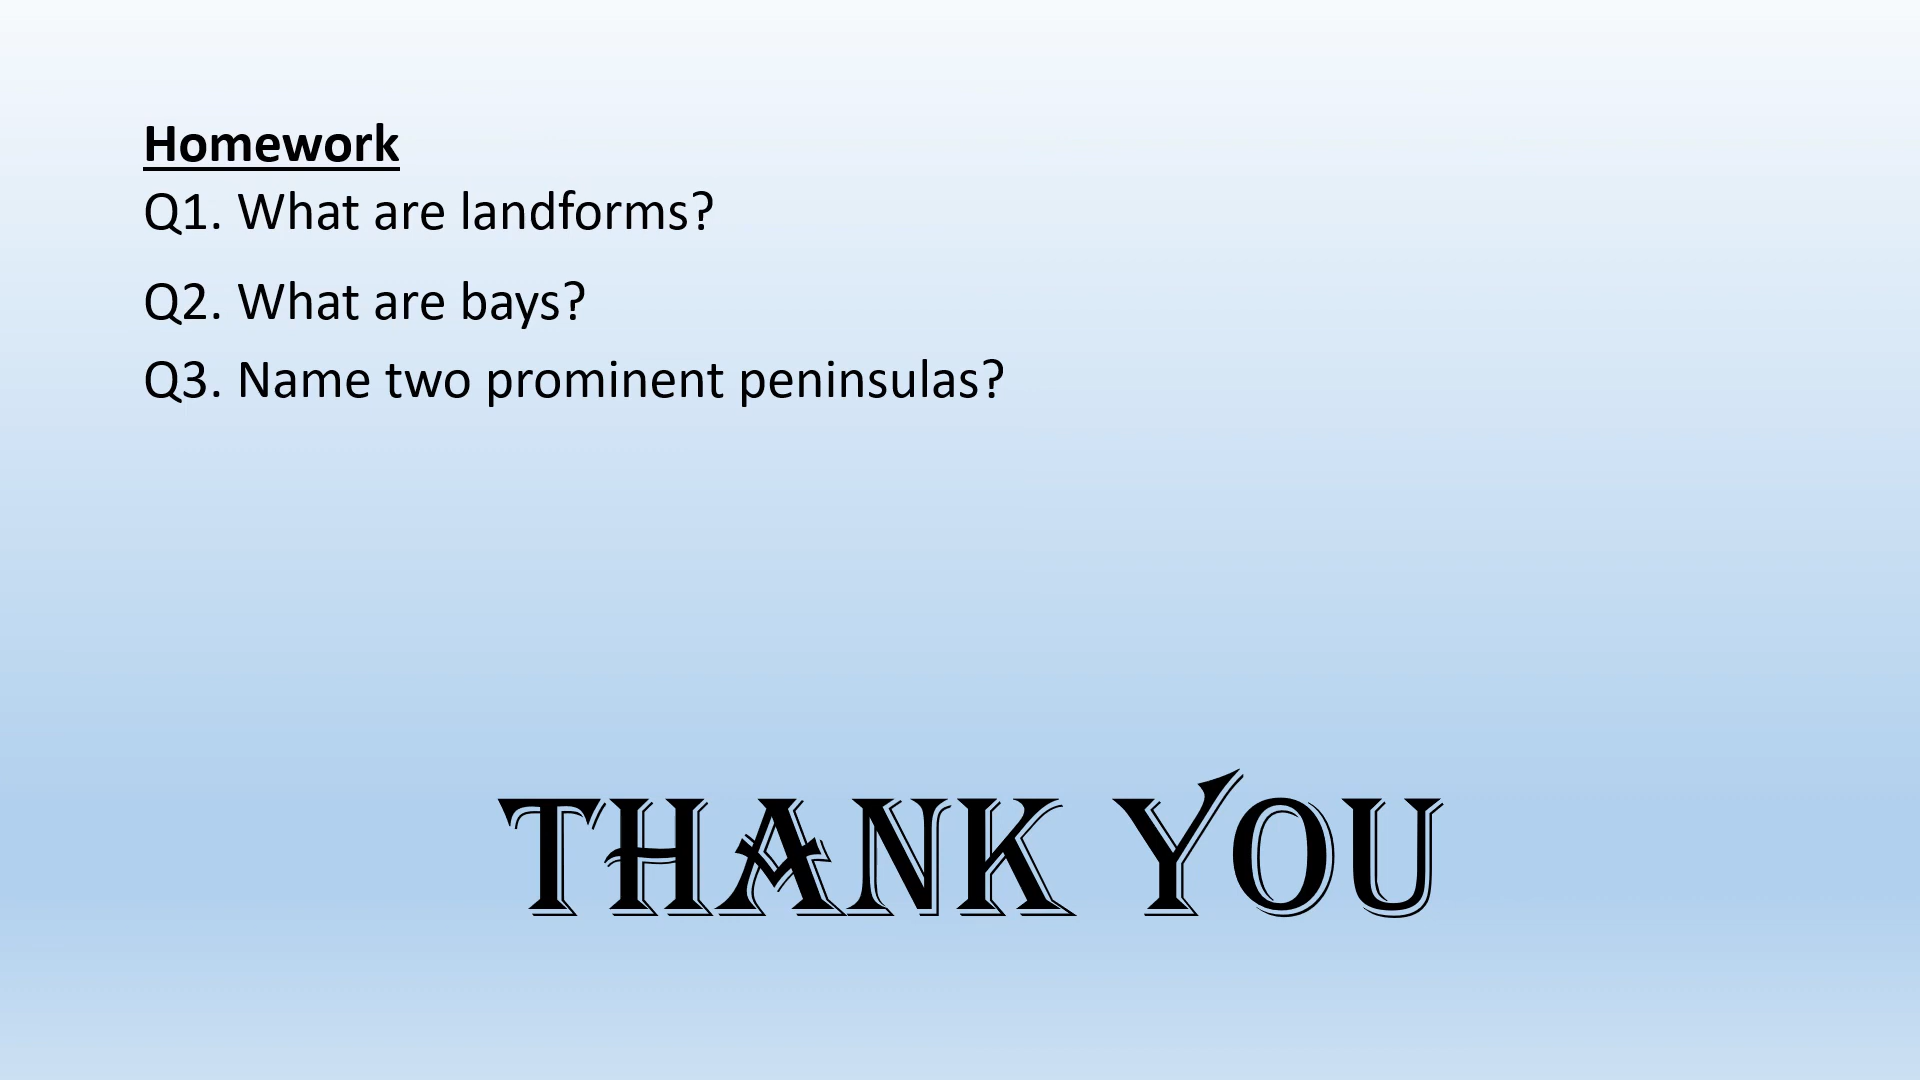 Homework
Q1. What are landforms?
Q2. What are bays?
Q3. Name two prominent peninsulas?
THANK YOU